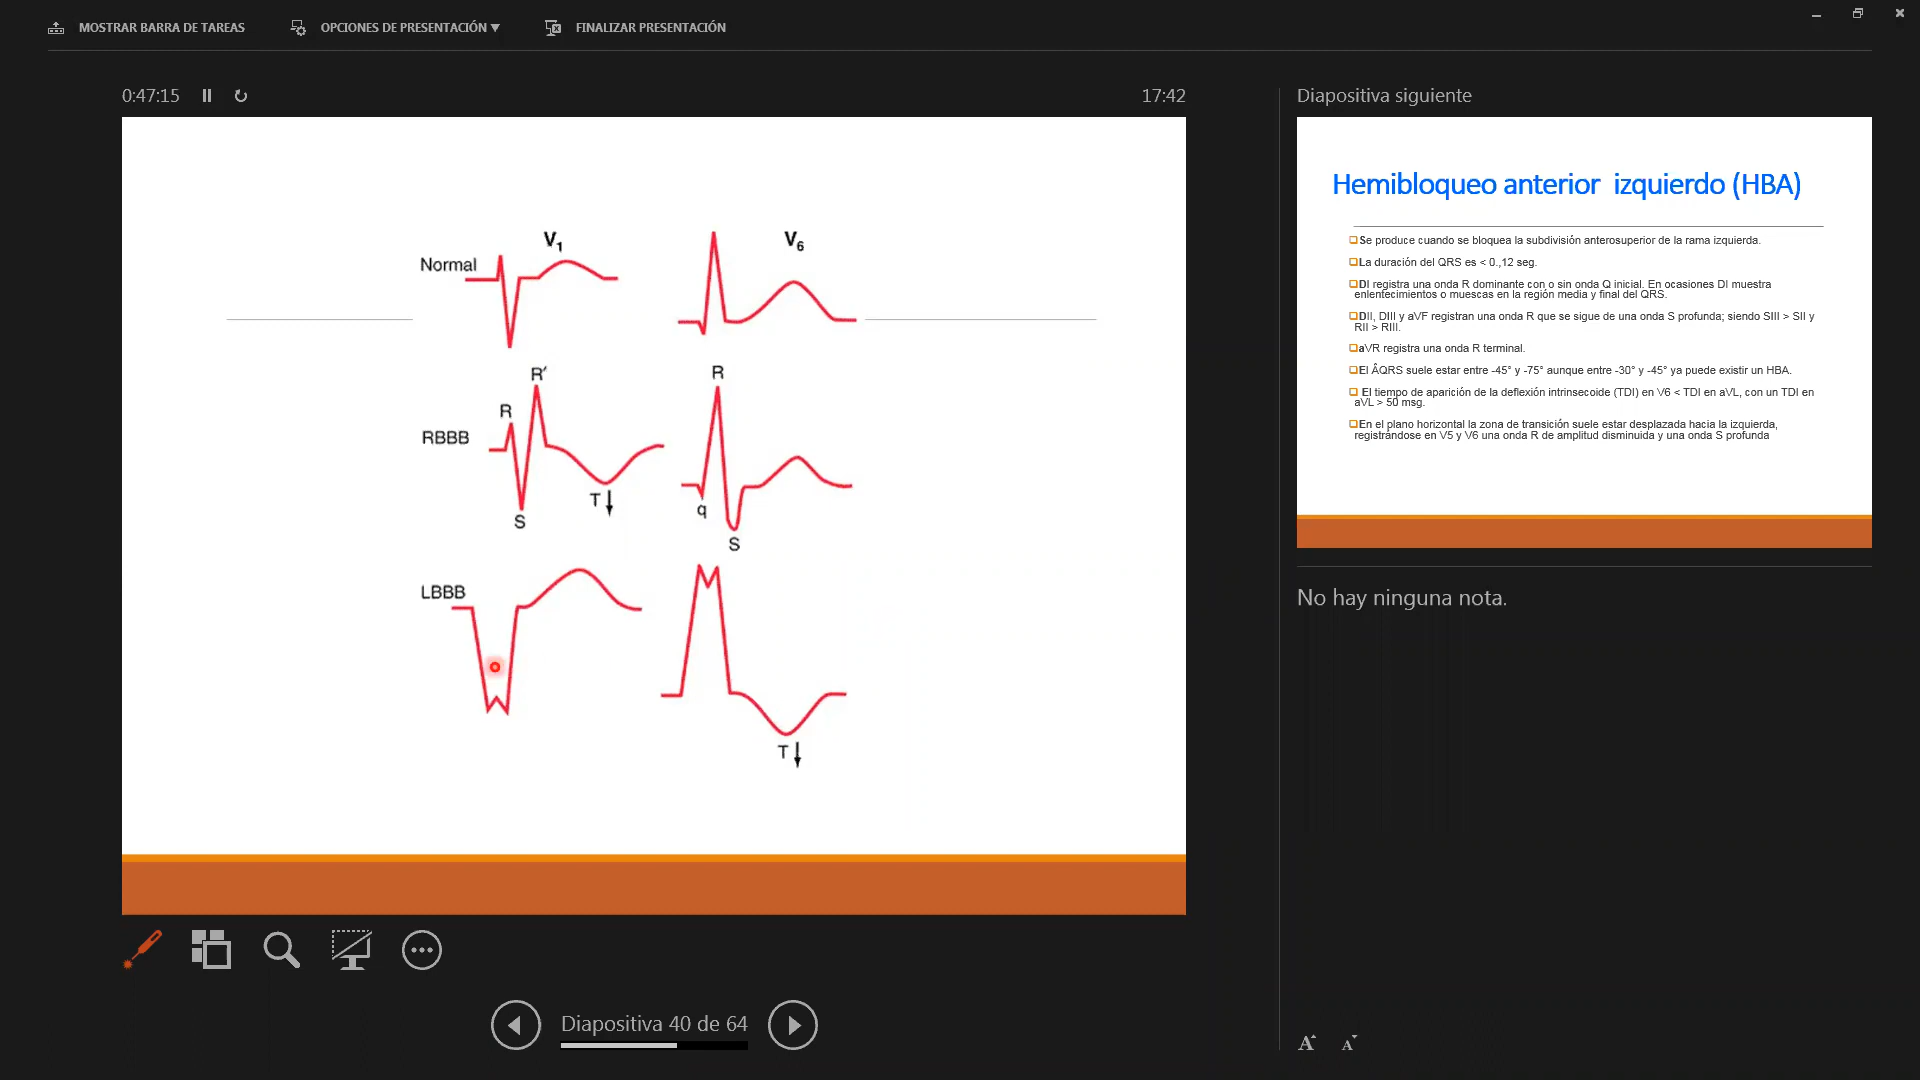 MOSTRAR BARRA DE TAREAS
OPCIONES DE PRESENTACIÓN ▼
FINALIZAR PRESENTACIÓN
0:47:15
17:42
Diapositiva siguiente
V1
V6
Normal
R'
R
RBBB
S
T
R
q
S
LBBB
T
Hemibloqueo anterior izquierdo (HBA)
Se produce cuando se bloquea la subdivisión anterosuperior de la rama izquierda.
La duración del QRS es < 0.,12 seg.
DI registra una onda R dominante con o sin onda Q inicial. En ocasiones DI muestra
enlentecimientos o muescas en la región media y final del QRS.
DII, DIII y aVF registran una onda R que se sigue de una onda S profunda; siendo SIII > SII y
RII > RIII.
aVR registra una onda R terminal.
El ÂQRS suele estar entre -45° y -75° aunque entre -30° y -45° ya puede existir un HBA.
El tiempo de aparición de la deflexión intrinsecoide (TDI) en V6 < TDI en aVL, con un TDI en
aVL > 50 msg.
En el plano horizontal la zona de transición suele estar desplazada hacia la izquierda,
registrándose en V5 y V6 una onda R de amplitud disminuida y una onda S profunda
No hay ninguna nota.
Diapositiva 40 de 64
A A